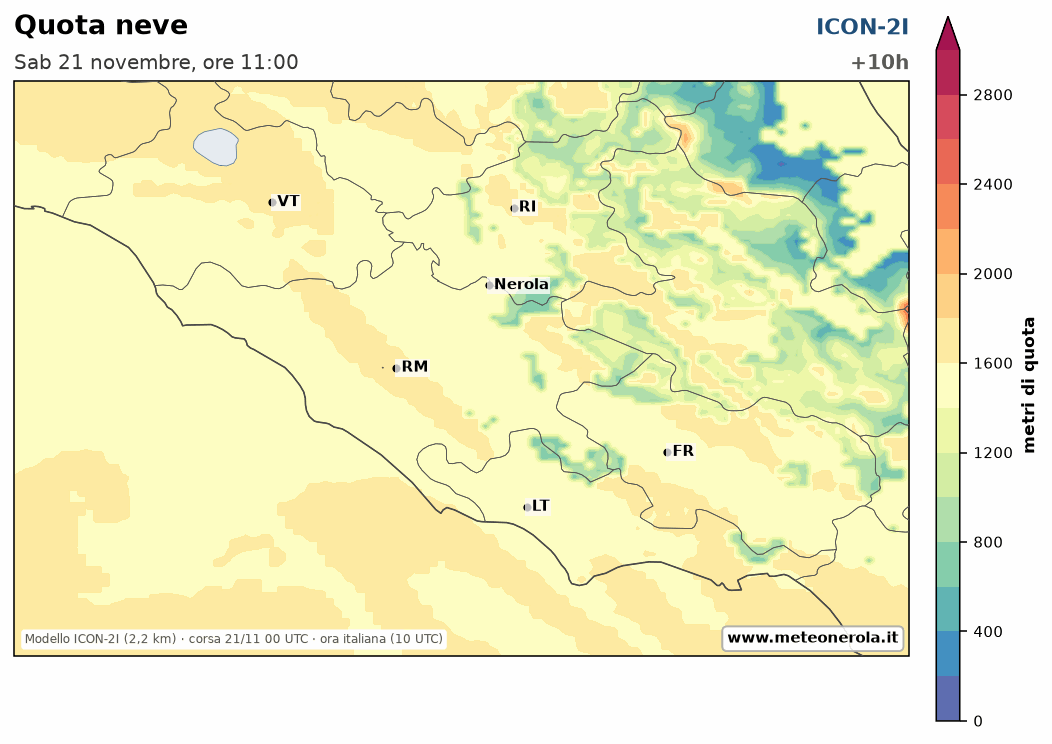 Quota neve
ICON-2I
Sab 21 novembre, ore 11:00
+10h
VT
RI
Nerola
RM
FR
LT
2800
2400
2000
1600
1200
800
400
0
metri di quota
Modello ICON-2I (2,2 km) · corsa 21/11 00 UTC · ora italiana (10 UTC)
www.meteonerola.it